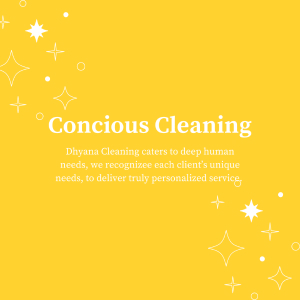 Concious Cleaning
Dhyana Cleaning caters to deep human
needs, we recognizee each client's unique
needs, to deliver truly personalized service.